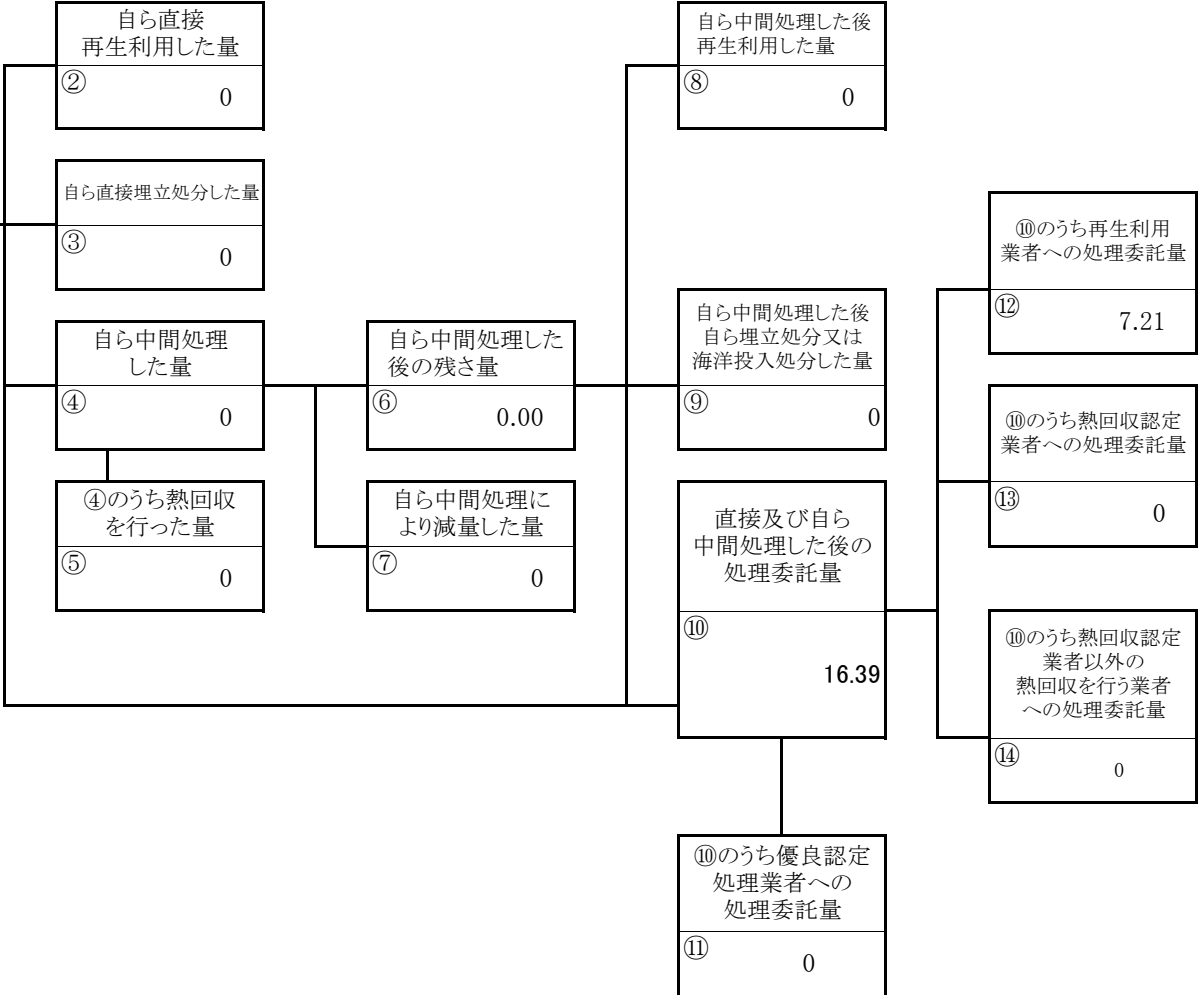 自ら直接
再生利用した量
②
0
自ら中間処理した後
再生利用した量
⑧
0
自ら直接埋立処分した量
③
0
⑩のうち再生利用
業者への処理委託量
⑫
7.21
自ら中間処理
した量
④
0
自ら中間処理した
後の残さ量
⑥
0.00
自ら中間処理した後
自ら埋立処分又は
海洋投入処分した量
⑨
0
⑩のうち熱回収認定
業者への処理委託量
⑬
0
④のうち熱回収
を行った量
⑤
0
自ら中間処理に
より減量した量
⑦
0
直接及び自ら
中間処理した後の
処理委託量
⑩
16.39
⑩のうち熱回収認定
業者以外の
熱回収を行う業者
への処理委託量
⑭
0
⑩のうち優良認定
処理業者への
処理委託量
⑪
0